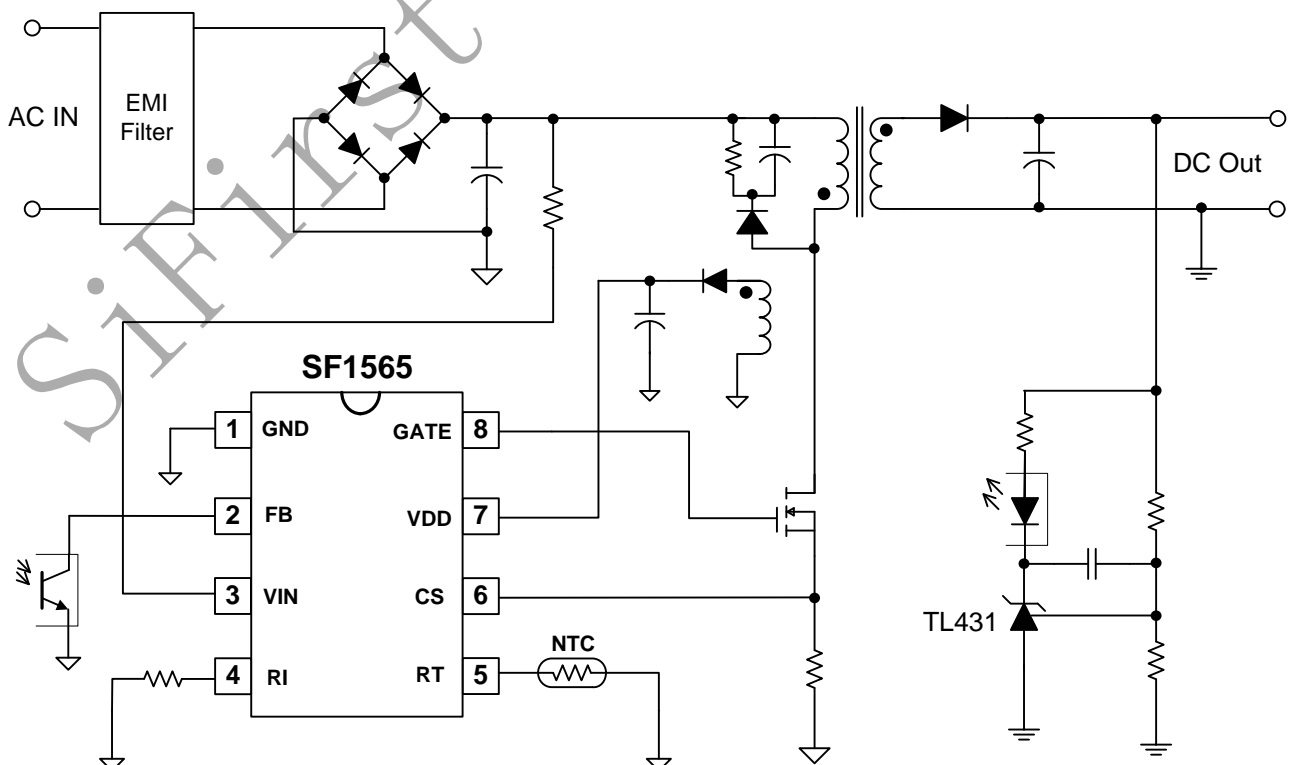 AC IN
EMI
Filter
DC Out
SiFirst
SF1565
1 GND
GATE 8
2 FB
VDD 7
3 VIN
CS 6
4 RI
RT 5
NTC
TL431